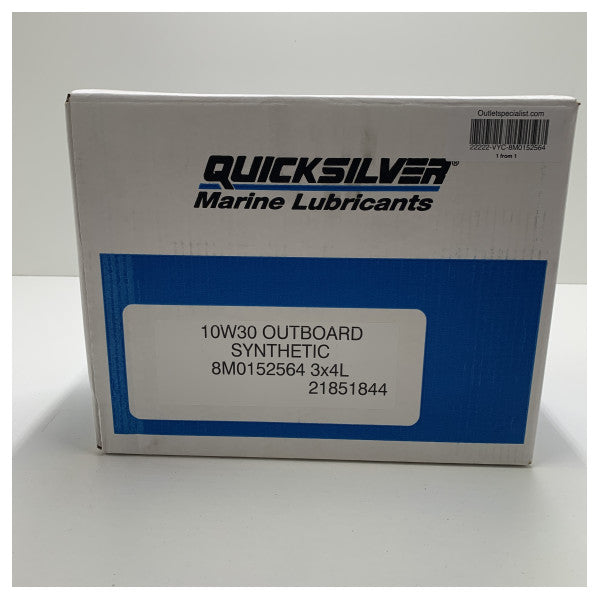 Outletspecialist.com
22222-VYC-8M0152564
1 from 1
QUICKSILVER®
Marine Lubricants
10W30 OUTBOARD
SYNTHETIC
8M0152564 3x4L
21851844